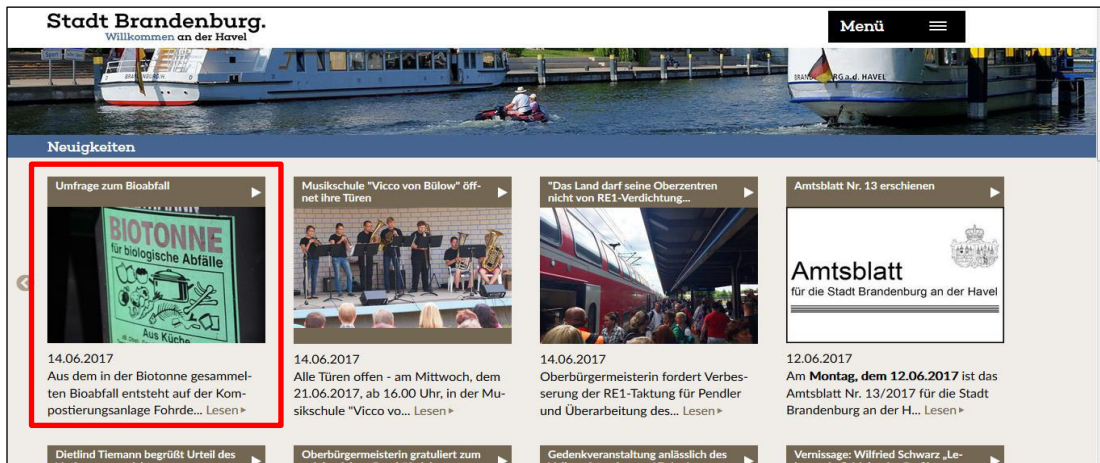 Stadt Brandenburg.
Willkommen an der Havel
Menü
BRANDENBURG a. d. HAVEL
Neuigkeiten
Umfrage zum Bioabfall
BIOTONNE
für biologische Abfälle
Aus Küche
14.06.2017
Aus dem in der Biotonne gesammel-
ten Bioabfall entsteht auf der Kom-
postierungsanlage Fohrde... Lesen
Musikschule "Vicco von Bülow" öff-
net ihre Türen
14.06.2017
Alle Türen offen - am Mittwoch, dem
21.06.2017, ab 16.00 Uhr, in der Mu-
sikschule "Vicco vo... Lesen
"Das Land darf seine Oberzentren
nicht von RE1-Verdichtung...
14.06.2017
Oberbürgermeisterin fordert Verbes-
serung der RE1-Taktung für Pendler
und Überarbeitung des... Lesen
Amtsblatt Nr. 13 erschienen
Amtsblatt
für die Stadt Brandenburg an der Havel
12.06.2017
Am Montag, dem 12.06.2017 ist das
Amtsblatt Nr. 13/2017 für die Stadt
Brandenburg an der H... Lesen
Dietlind Tiemann begrüßt Urteil des
Oberbürgermeisterin gratuliert zum
Gedenkveranstaltung anlässlich des
Vernissage: Wilfried Schwarz „Le-